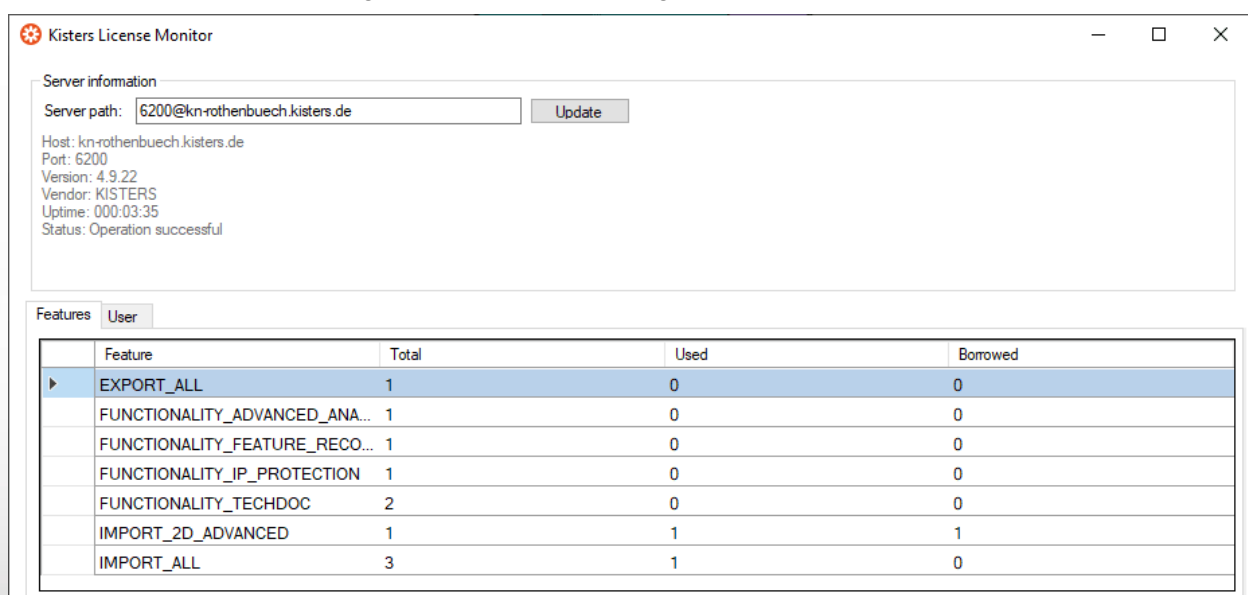 Kisters License Monitor
Server information
Server path: 6200@kn-rothenbuech.kisters.de Update
Host: kn-rothenbuech.kisters.de
Port: 6200
Version: 4.9.22
Vendor: KISTERS
Uptime: 000:03:35
Status: Operation successful
Features User
Feature Total Used Borrowed
EXPORT_ALL 1 0 0
FUNCTIONALITY_ADVANCED_ANA... 1 0 0
FUNCTIONALITY_FEATURE_RECO... 1 0 0
FUNCTIONALITY_IP_PROTECTION 1 0 0
FUNCTIONALITY_TECHDOC 2 0 0
IMPORT_2D_ADVANCED 1 1 1
IMPORT_ALL 3 1 0